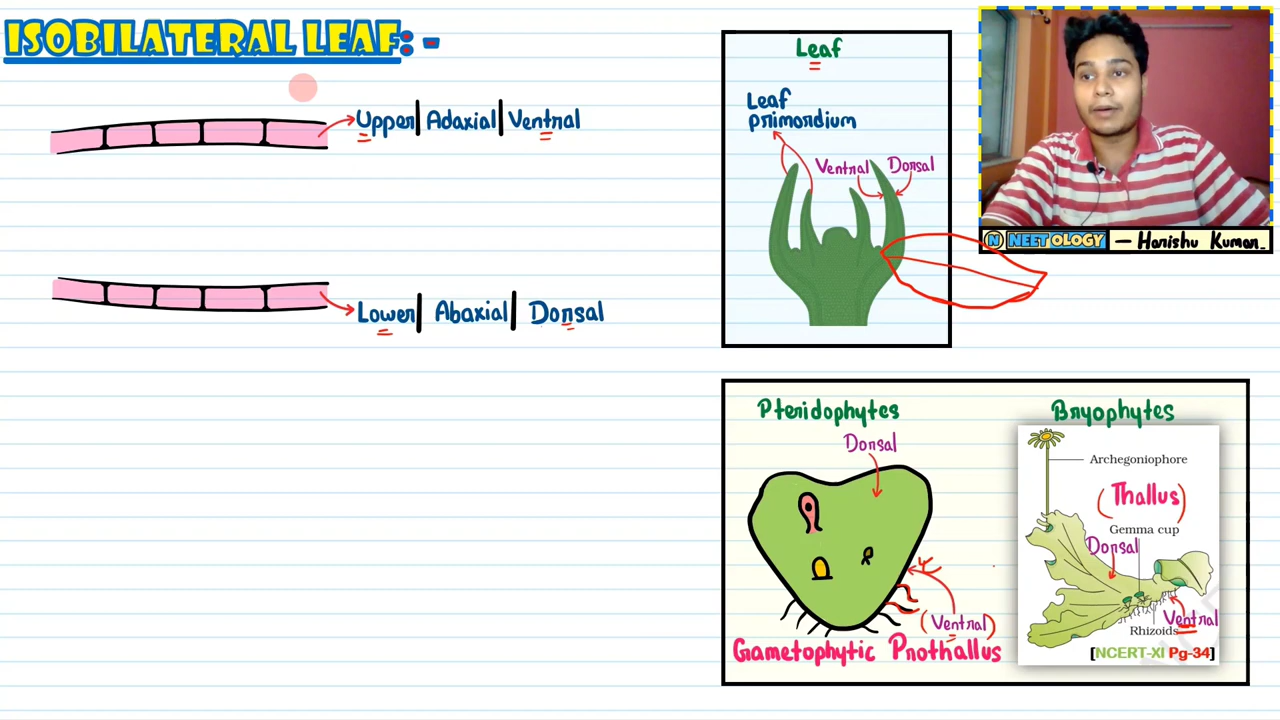 ISOBILATERAL LEAF: -
Upper | Adaxial | Ventral
Lower | Abaxial | Dorsal
Leaf
Leaf
primordium
Ventral Dorsal
N NEETOLOGY — Hanishu Kumar
Pteridophytes
Dorsal
(Ventral)
Gametophytic Prothallus
Bryophytes
Archegoniophore
(Thallus)
Gemma cup
Dorsal
Ventral
Rhizoids
[NCERT-XI Pg-34]